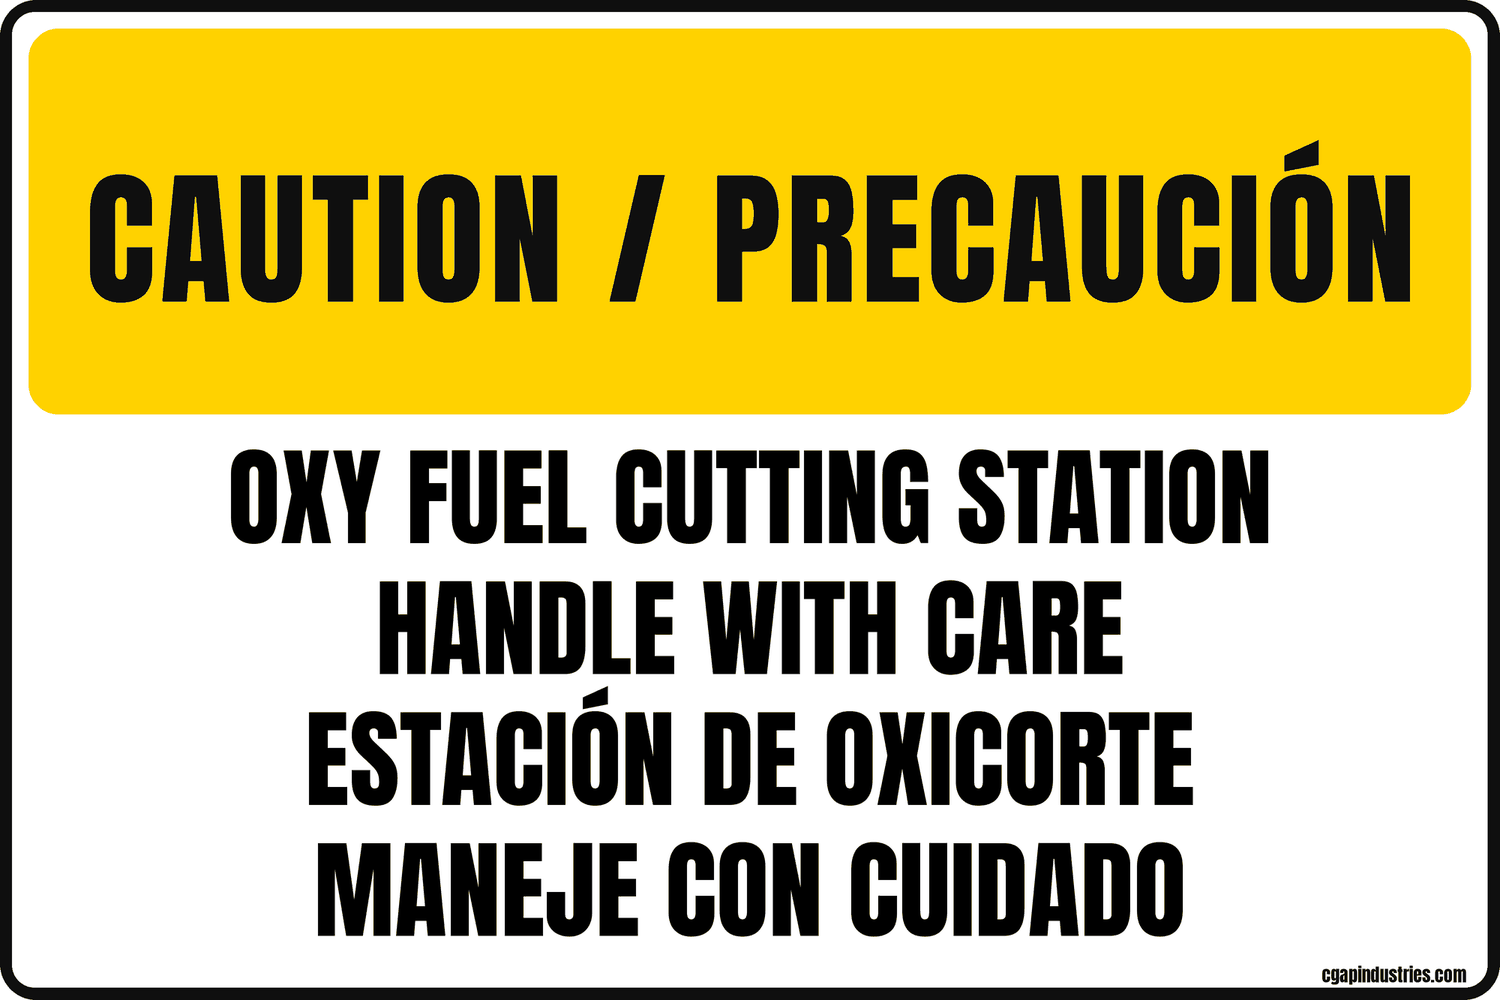 CAUTION / PRECAUCIÓN
OXY FUEL CUTTING STATION
HANDLE WITH CARE
ESTACIÓN DE OXICORTE
MANEJE CON CUIDADO
cgapindustries.com